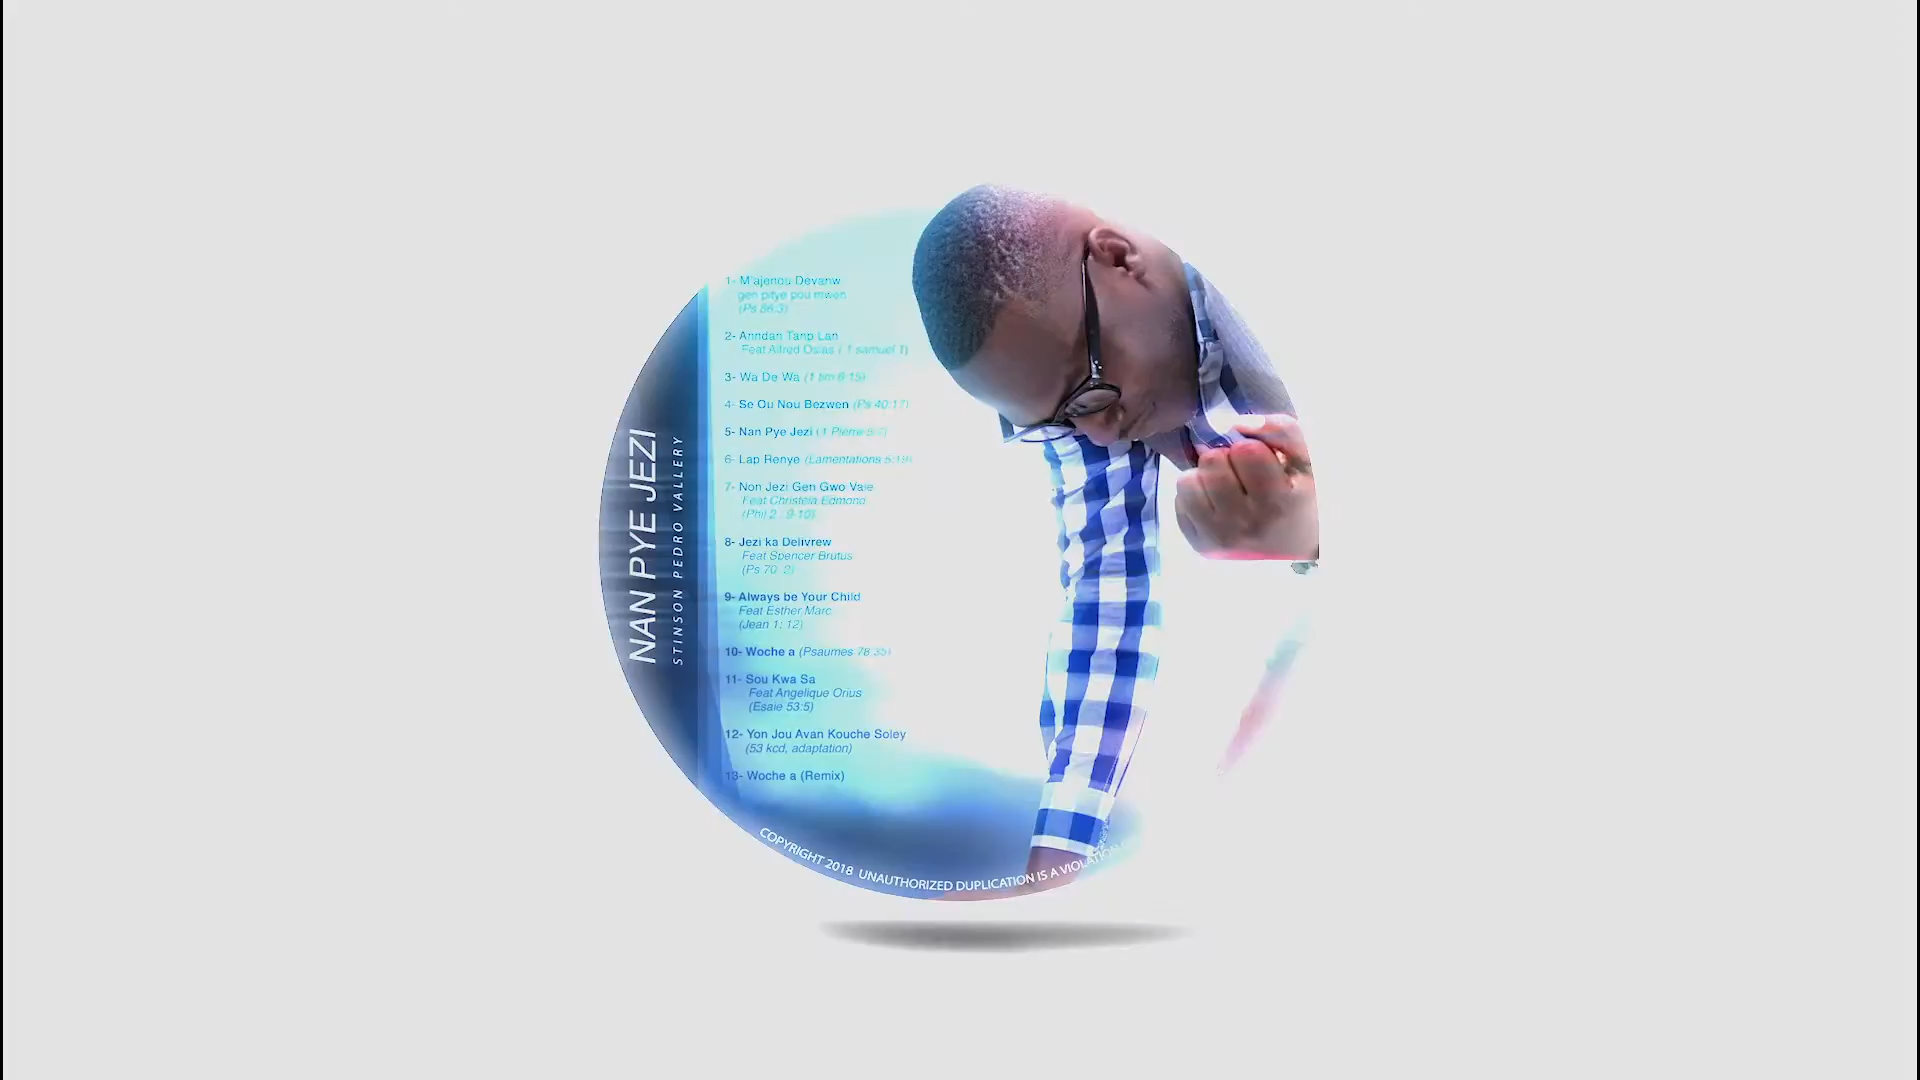 NAN PYE JEZI
STINSON PEDRO VALLERY
1- M'ajenou Devanw
gen pitye pou mwen
(Ps 86:3)
2- Anndan Tanp Lan
Feat Alfred Osias ( 1 samuel 1)
3- Wa De Wa (1 tim 6:15)
4- Se Ou Nou Bezwen (Ps 40:17)
5- Nan Pye Jezi (1 Pierre 5:7)
6- Lap Renye (Lamentations 5:19)
7- Non Jezi Gen Gwo Vale
Feat Christela Edmond
(Phil 2 : 9-10)
8- Jezi ka Delivrew
Feat Spencer Brutus
(Ps 70 2)
9- Always be Your Child
Feat Esther Marc
(Jean 1: 12)
10- Woche a (Psaumes 78 35)
11- Sou Kwa Sa
Feat Angelique Orius
(Esaie 53:5)
12- Yon Jou Avan Kouche Soley
(53 kcd, adaptation)
13- Woche a (Remix)
COPYRIGHT 2018 UNAUTHORIZED DUPLICATION IS A VIOLATION